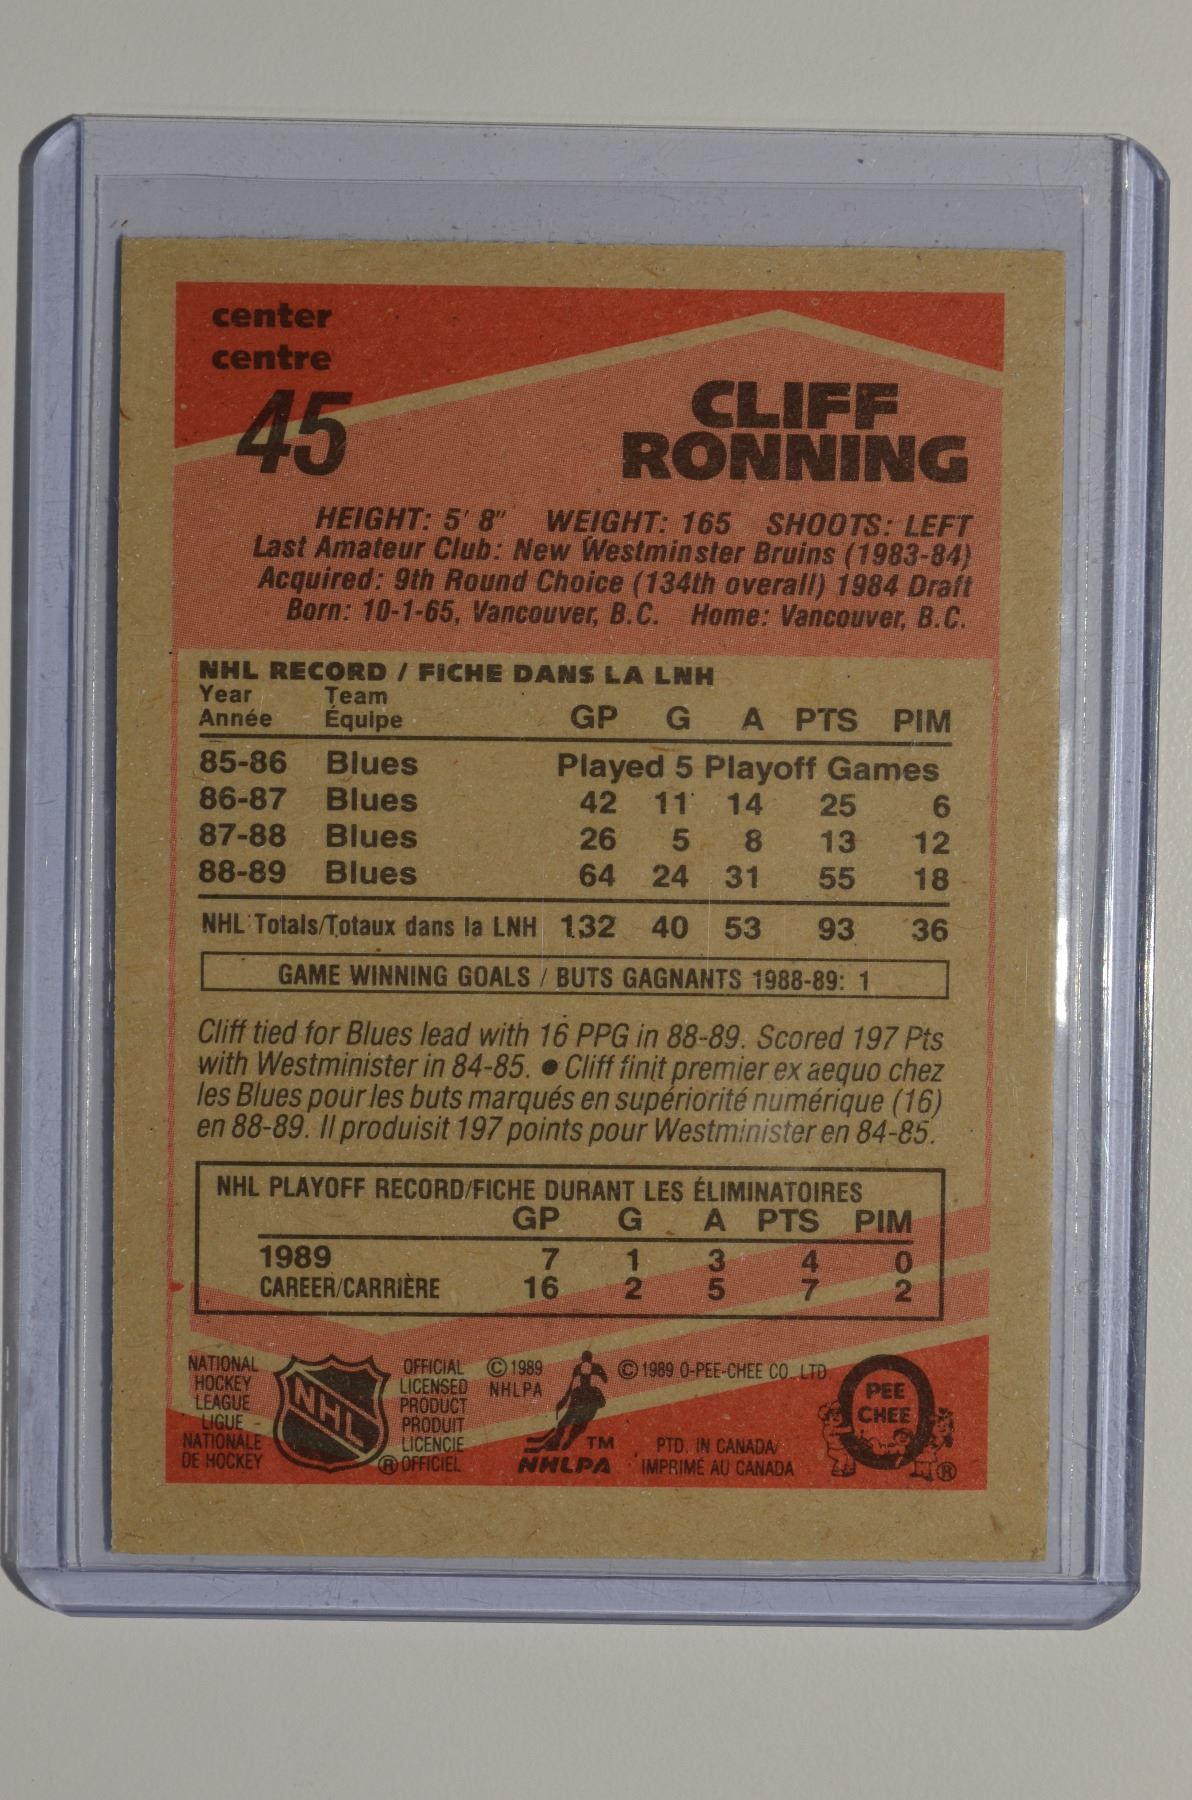 center
centre
45
CLIFF
RONNING
HEIGHT: 5' 8" WEIGHT: 165 SHOOTS: LEFT
Last Amateur Club: New Westminster Bruins (1983-84)
Acquired: 9th Round Choice (134th overall) 1984 Draft
Born: 10-1-65, Vancouver, B.C. Home: Vancouver, B.C.
NHL RECORD / FICHE DANS LA LNH
Year Team
Année Équipe GP G A PTS PIM
85-86 Blues Played 5 Playoff Games
86-87 Blues 42 11 14 25 6
87-88 Blues 26 5 8 13 12
88-89 Blues 64 24 31 55 18
NHL Totals/Totaux dans la LNH 132 40 53 93 36
GAME WINNING GOALS / BUTS GAGNANTS 1988-89: 1
Cliff tied for Blues lead with 16 PPG in 88-89. Scored 197 Pts
with Westminister in 84-85. ● Cliff finit premier ex aequo chez
les Blues pour les buts marqués en supériorité numérique (16)
en 88-89. Il produisit 197 points pour Westminister en 84-85.
NHL PLAYOFF RECORD/FICHE DURANT LES ÉLIMINATOIRES
GP G A PTS PIM
1989 7 1 3 4 0
CAREER/CARRIÈRE 16 2 5 7 2
NATIONAL
HOCKEY
LEAGUE
LIGUE
NATIONALE
DE HOCKEY
NHL
®
OFFICIAL
LICENSED
PRODUCT
PRODUIT
LICENCIE
OFFICIEL
© 1989
NHLPA
TM
NHLPA
© 1989 O-PEE-CHEE CO. LTD.
PTD. IN CANADA/
IMPRIMÉ AU CANADA
O
PEE
CHEE
®